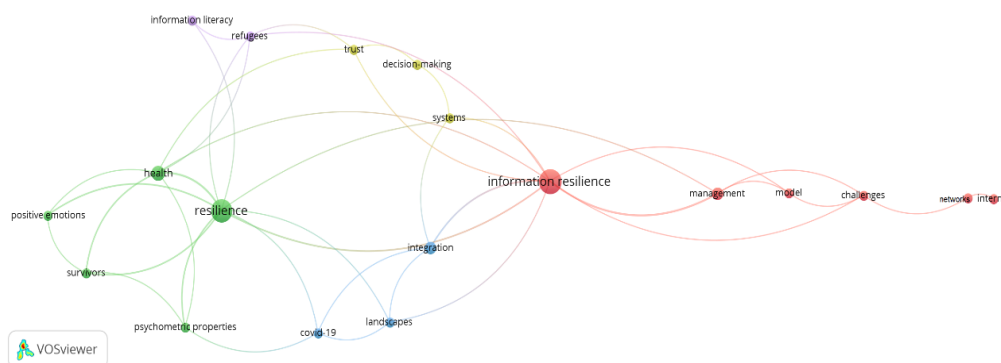 information literacy
refugees
trust
decision-making
systems
health
information resilience
resilience
management
model
challenges
networks
intern
positive emotions
integration
survivors
landscapes
psychometric properties
covid-19
VOSviewer